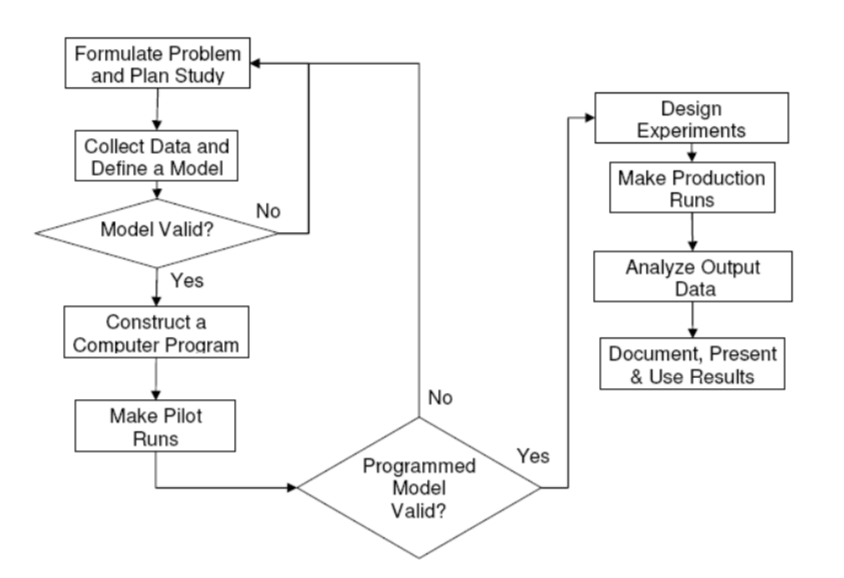 Formulate Problem
and Plan Study
Collect Data and
Define a Model
No
Model Valid?
Yes
Construct a
Computer Program
Make Pilot
Runs
No
Programmed
Model
Valid?
Yes
Design
Experiments
Make Production
Runs
Analyze Output
Data
Document, Present
& Use Results